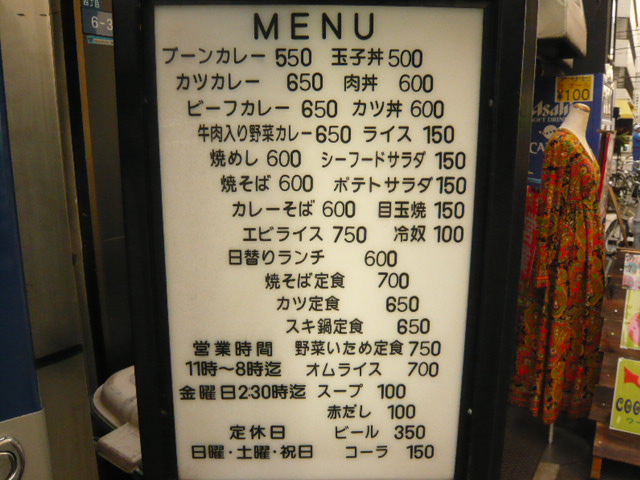 MENU
ブーンカレー 550 玉子丼 500
カツカレー 650 肉丼 600
ビーフカレー 650 カツ丼 600
牛肉入り野菜カレー 650 ライス 150
焼めし 600 シーフードサラダ 150
焼そば 600 ポテトサラダ 150
カレーそば 600 目玉焼 150
エビライス 750 冷奴 100
日替りランチ 600
焼そば定食 700
カツ定食 650
スキ鍋定食 650
営業時間 野菜いため定食 750
11時〜8時迄 オムライス 700
金曜日2:30時迄 スープ 100
赤だし 100
定休日 ビール 350
日曜・土曜・祝日 コーラ 150
6-3
¥100